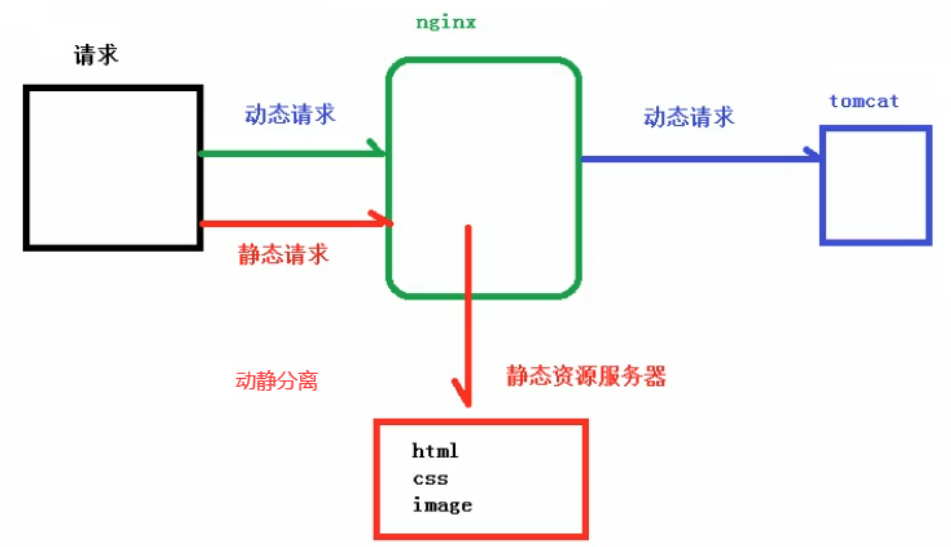 nginx
请求
tomcat
动态请求
动态请求
静态请求
动静分离
静态资源服务器
html
css
image